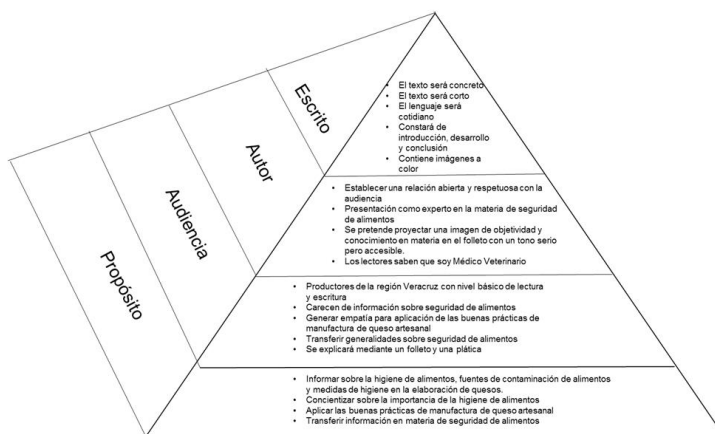 Escrito
• El texto será concreto
• El texto será corto
• El lenguaje será
cotidiano
• Constará de
introducción, desarrollo
y conclusión
• Contiene imágenes a
color
Autor
• Establecer una relación abierta y respetuosa con la
audiencia
• Presentación como experto en la materia de seguridad
de alimentos
• Se pretende proyectar una imagen de objetividad y
conocimiento en materia en el folleto con un tono serio
pero accesible.
• Los lectores saben que soy Médico Veterinario
Audiencia
• Productores de la región Veracruz con nivel básico de lectura
y escritura
• Carecen de información sobre seguridad de alimentos
• Generar empatía para aplicación de las buenas prácticas de
manufactura de queso artesanal
• Transferir generalidades sobre seguridad de alimentos
• Se explicará mediante un folleto y una plática
Propósito
• Informar sobre la higiene de alimentos, fuentes de contaminación de alimentos
y medidas de higiene en la elaboración de quesos.
• Concientizar sobre la importancia de la higiene de alimentos
• Aplicar las buenas prácticas de manufactura de queso artesanal
• Transferir información en materia de seguridad de alimentos